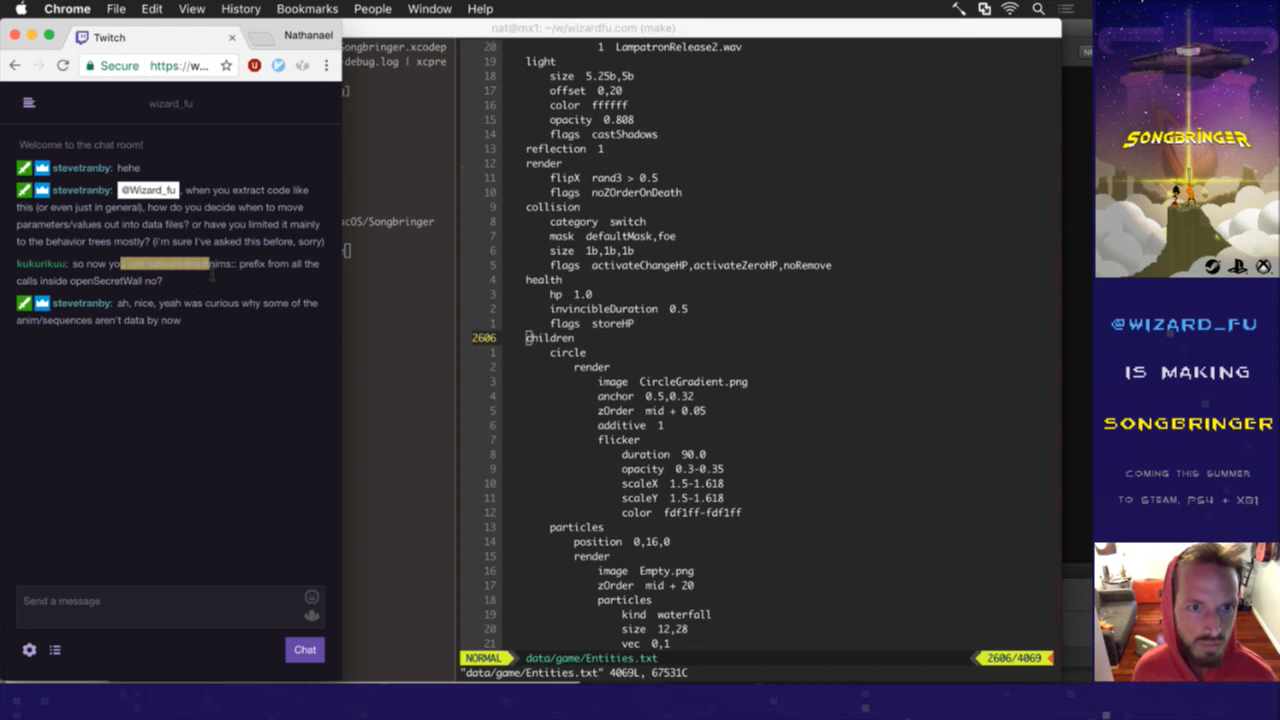 Chrome File Edit View History Bookmarks People Window Help
Twitch
Nathanael
Secure https://w...
wizard_fu
Welcome to the chat room!
stevetranby: hehe
stevetranby: @Wizard_fu , when you extract code like
this (or even just in general), how do you decide when to move
parameters/values out into data files? or have you limited it mainly
to the behavior trees mostly? (i'm sure I've asked this before, sorry)
kukurikuu: so now you nims:: prefix from all the
calls inside openSecretWall no?
stevetranby: ah, nice, yeah was curious why some of the
anim/sequences aren't data by now
Send a message
Chat
nat@mx1: ~/w/wizardfu.com (make)
Songbringer.xcodep
debug.log | xcpre
acOS/Songbringer
20 1 LampatronRelease2.wav
19 light
18 size 5.25b,5b
17 offset 0,20
16 color ffffff
15 opacity 0.808
14 flags castShadows
13 reflection 1
12 render
11 flipX rand3 > 0.5
10 flags noZOrderOnDeath
9 collision
8 category switch
7 mask defaultMask,foe
6 size 1b,1b,1b
5 flags activateChangeHP,activateZeroHP,noRemove
4 health
3 hp 1.0
2 invincibleDuration 0.5
1 flags storeHP
2606 children
1 circle
2 render
3 image CircleGradient.png
4 anchor 0.5,0.32
5 zOrder mid + 0.05
6 additive 1
7 flicker
8 duration 90.0
9 opacity 0.3-0.35
10 scaleX 1.5-1.618
11 scaleY 1.5-1.618
12 color fdf1ff-fdf1ff
13 particles
14 position 0,16,0
15 render
16 image Empty.png
17 zOrder mid + 20
18 particles
19 kind waterfall
20 size 12,28
21 vec 0,1
NORMAL data/game/Entities.txt 2606/4069
"data/game/Entities.txt" 4069L, 67531C
SONGBRINGER
@WIZARD_FU
IS MAKING
SONGBRINGER
COMING THIS SUMMER
TO STEAM, PS4 + XB1